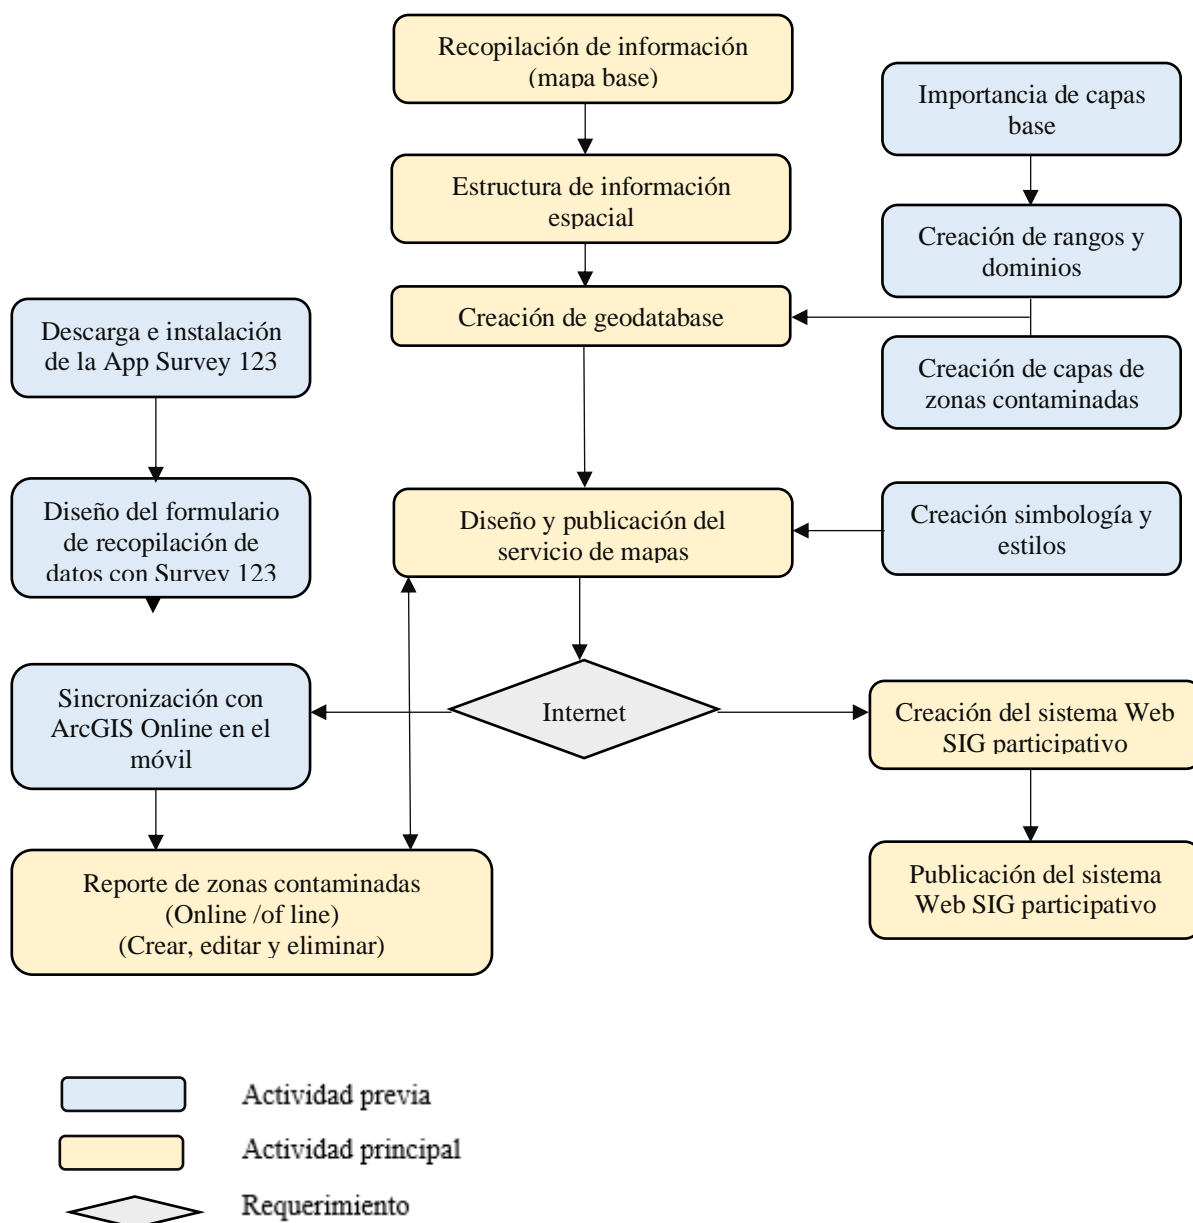 Recopilación de información
(mapa base)
Importancia de capas
base
Estructura de información
espacial
Creación de rangos y
dominios
Creación de geodatabase
Descarga e instalación
de la App Survey 123
Creación de capas de
zonas contaminadas
Diseño del formulario
de recopilación de
datos con Survey 123
Diseño y publicación del
servicio de mapas
Creación simbología y
estilos
Sincronización con
ArcGIS Online en el
móvil
Internet
Creación del sistema Web
SIG participativo
Reporte de zonas contaminadas
(Online /of line)
(Crear, editar y eliminar)
Publicación del sistema
Web SIG participativo
Actividad previa
Actividad principal
Requerimiento